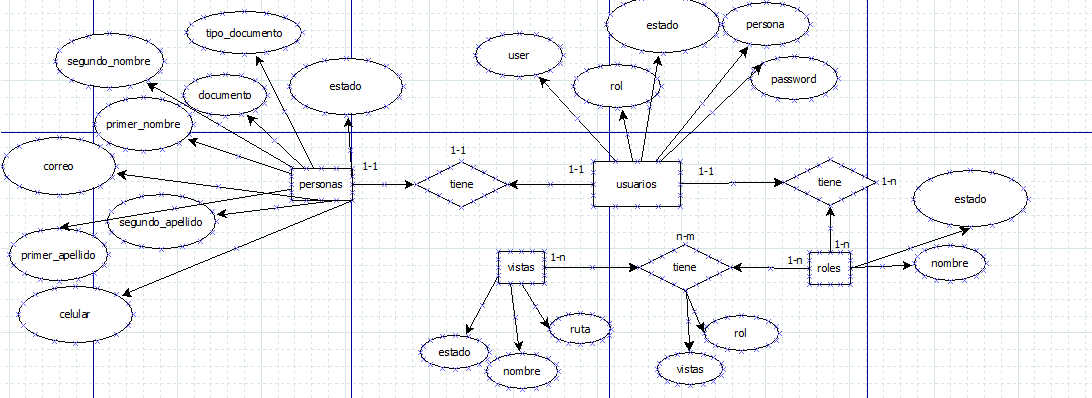 estado
persona
tipo_documento
user
segundo_nombre
password
estado
rol
documento
primer_nombre
1-1
correo
1-1
1-1
1-1
personas
tiene
usuarios
tiene
1-n
estado
segundo_apellido
n-m
1-n
primer_apellido
1-n
1-n
vistas
tiene
roles
nombre
celular
ruta
rol
estado
nombre
vistas